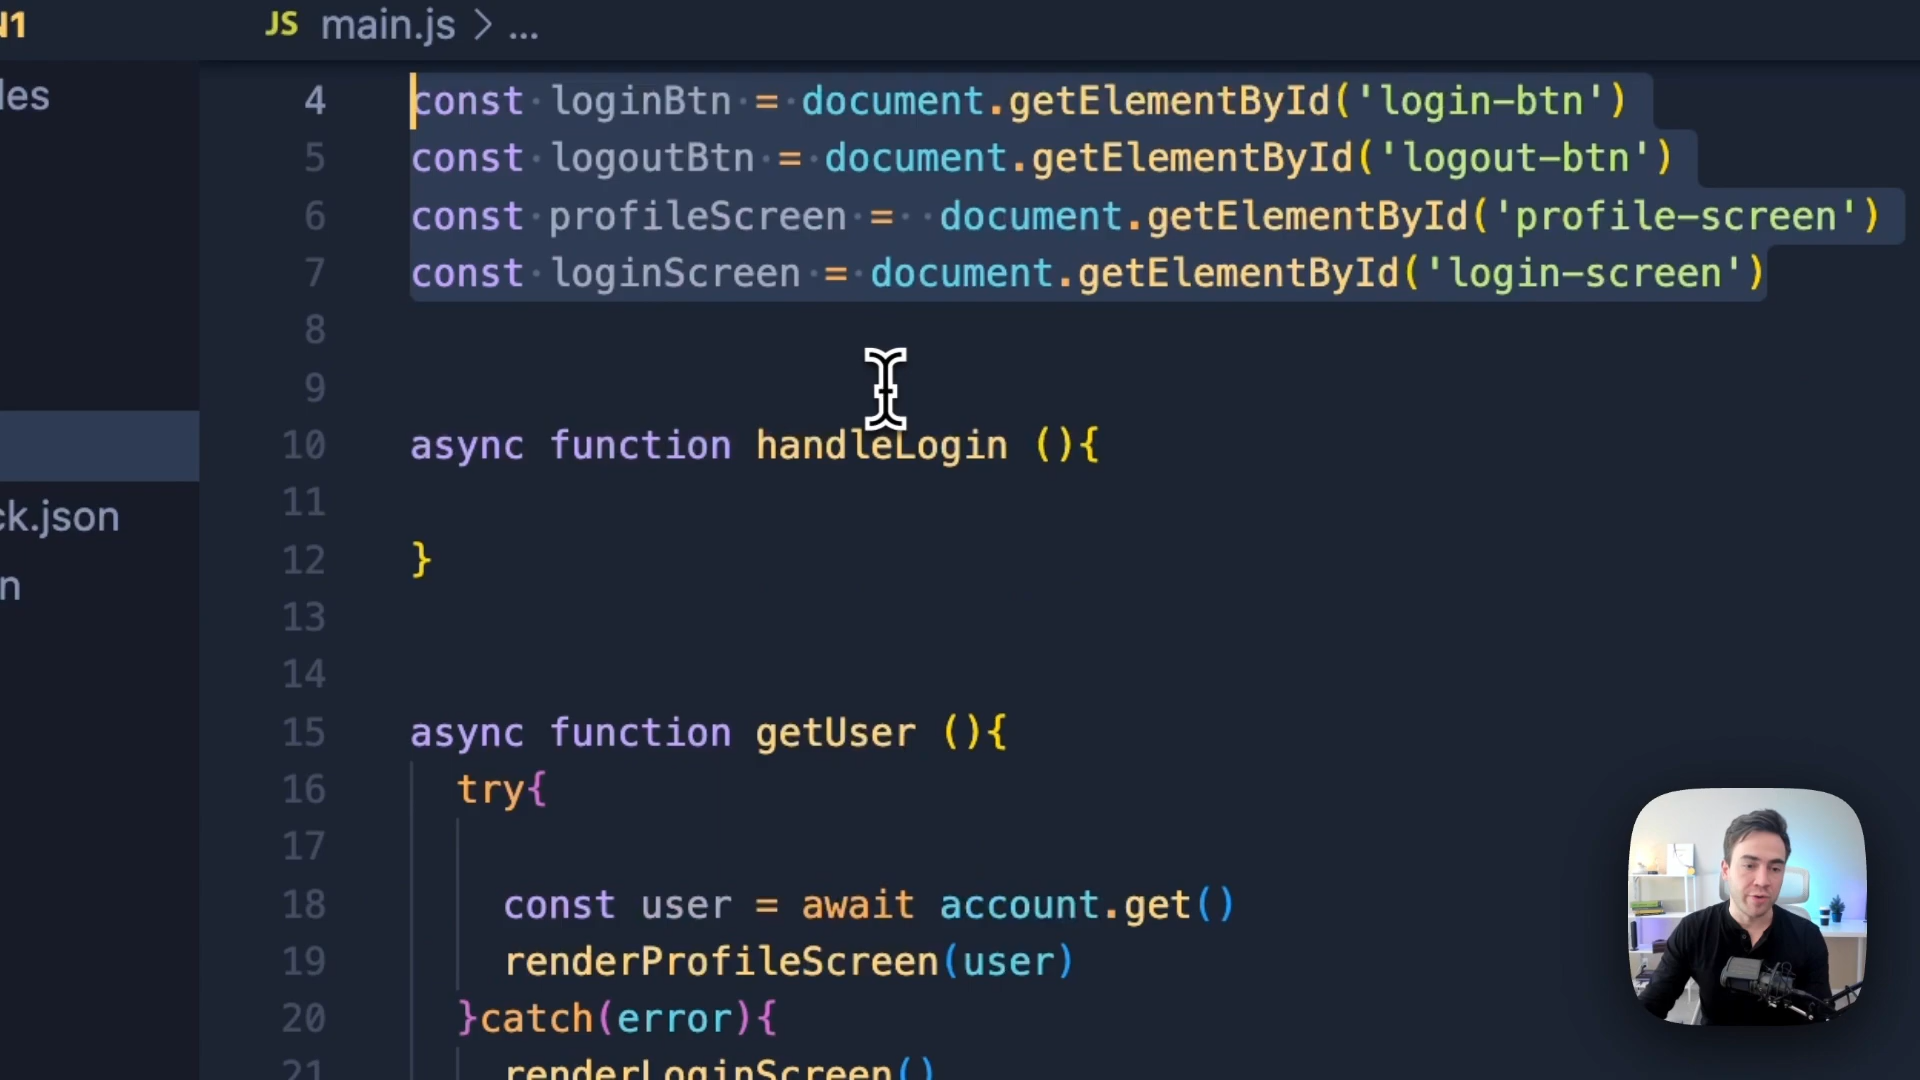 N1
JS main.js > ...
les
4 const loginBtn = document.getElementById('login-btn')
5 const logoutBtn = document.getElementById('logout-btn')
6 const profileScreen =  document.getElementById('profile-screen')
7 const loginScreen = document.getElementById('login-screen')
8
9
10 async function handleLogin (){
11
ck.json
12 }
n
13
14
15 async function getUser (){
16 try{
17
18 const user = await account.get()
19 renderProfileScreen(user)
20 }catch(error){
21 renderLoginScreen()